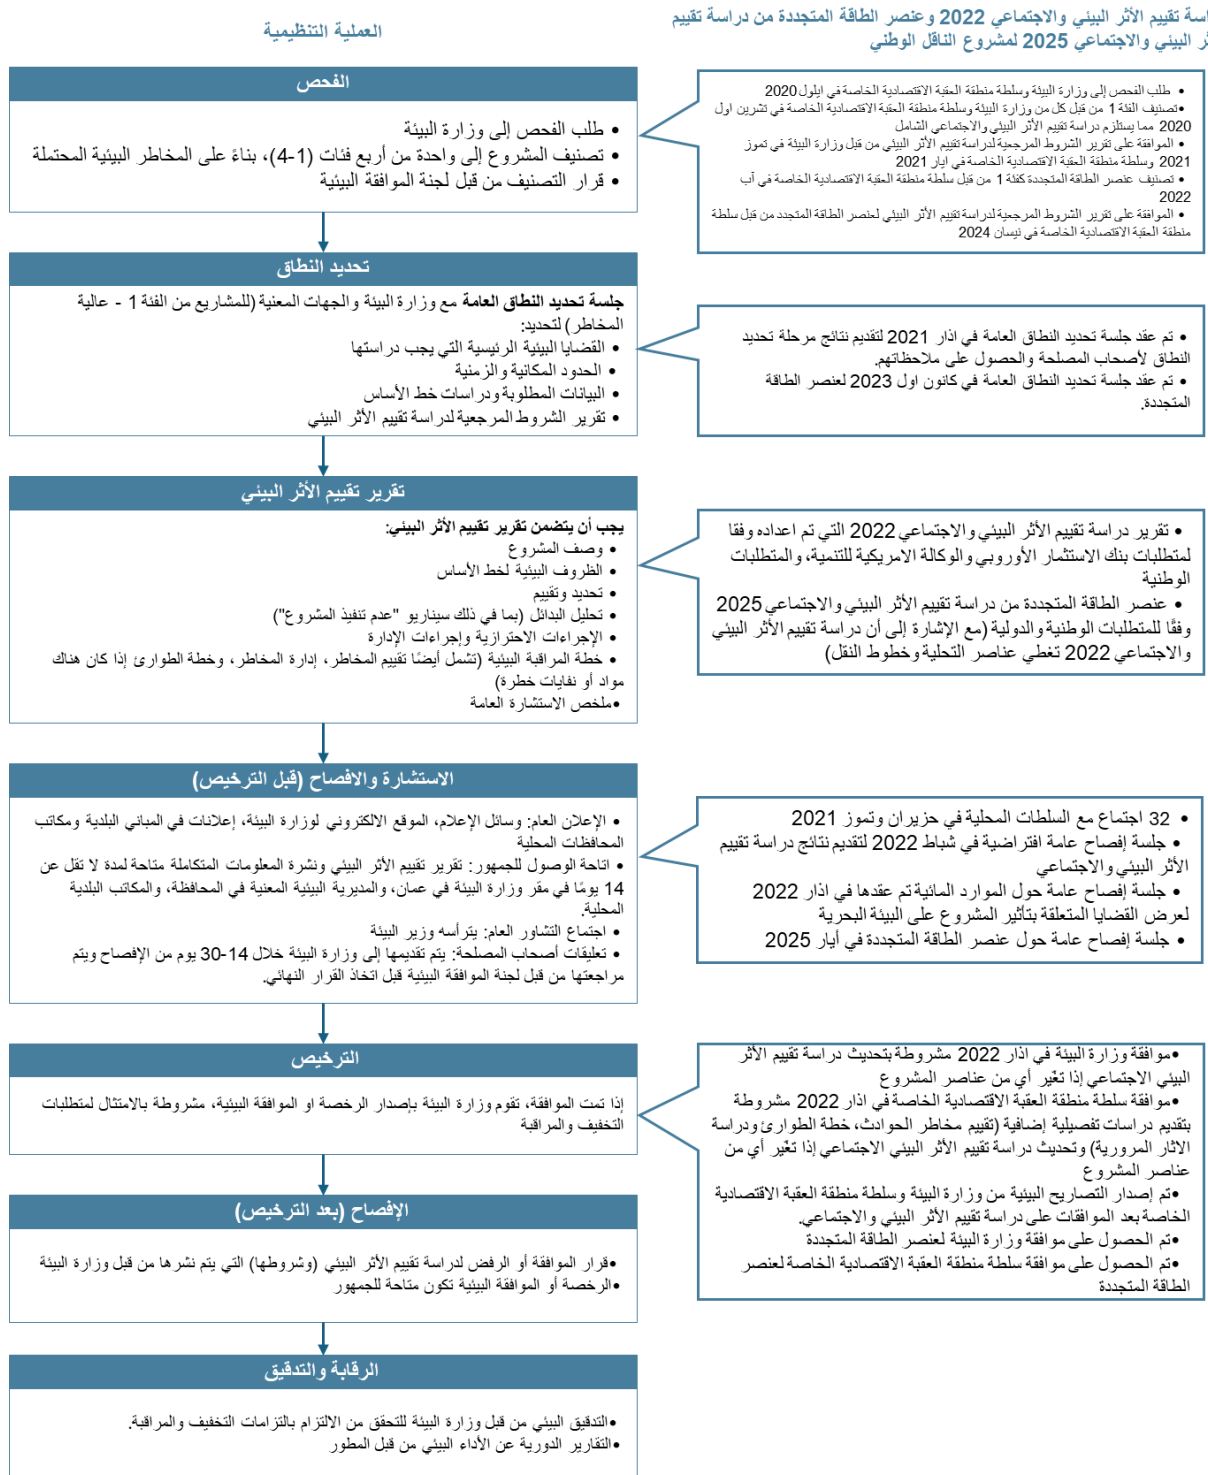 اسة تقييم الأثر البيئي والاجتماعي 2022 وعنصر الطاقة المتجددة من دراسة تقييم
ر البيئي والاجتماعي 2025 لمشروع الناقل الوطني
العملية التنظيمية
الفحص
• طلب الفحص إلى وزارة البيئة
• تصنيف المشروع إلى واحدة من أربع فئات (1-4)، بناءً على المخاطر البيئية المحتملة
• قرار التصنيف من قبل لجنة الموافقة البيئية
• طلب الفحص إلى وزارة البيئة وسلطة منطقة العقبة الاقتصادية الخاصة في ايلول 2020
•تصنيف الفئة 1 من قبل كل من وزارة البيئة وسلطة منطقة العقبة الاقتصادية الخاصة في تشرين اول
2020 مما يستلزم دراسة تقييم الأثر البيئي والاجتماعي الشامل
• الموافقة على تقرير الشروط المرجعية لدراسة تقييم الأثر البيئي من قبل وزارة البيئة في تموز
2021 وسلطة منطقة العقبة الاقتصادية الخاصة في ايار 2021
• تصنيف عنصر الطاقة المتجددة كفئة 1 من قبل سلطة منطقة العقبة الاقتصادية الخاصة في آب
2022
• الموافقة على تقرير الشروط المرجعية لدراسة تقييم الأثر البيئي لعنصر الطاقة المتجدد من قبل سلطة
منطقة العقبة الاقتصادية الخاصة في نيسان 2024
تحديد النطاق
جلسة تحديد النطاق العامة مع وزارة البيئة والجهات المعنية (للمشاريع من الفئة 1 - عالية
المخاطر) لتحديد:
• القضايا البيئية الرئيسية التي يجب دراستها
• الحدود المكانية والزمنية
• البيانات المطلوبة ودراسات خط الأساس
• تقرير الشروط المرجعية لدراسة تقييم الأثر البيئي
• تم عقد جلسة تحديد النطاق العامة في اذار 2021 لتقديم نتائج مرحلة تحديد
النطاق لأصحاب المصلحة والحصول على ملاحظاتهم.
• تم عقد جلسة تحديد النطاق العامة في كانون اول 2023 لعنصر الطاقة
المتجددة.
تقرير تقييم الأثر البيئي
يجب أن يتضمن تقرير تقييم الأثر البيئي:
• وصف المشروع
• الظروف البيئية لخط الأساس
• تحديد وتقييم
• تحليل البدائل (بما في ذلك سيناريو "عدم تنفيذ المشروع")
• الإجراءات الاحترازية وإجراءات الإدارة
• خطة المراقبة البيئية (تشمل أيضًا تقييم المخاطر، إدارة المخاطر، وخطة الطوارئ إذا كان هناك
مواد أو نفايات خطرة)
•ملخص الاستشارة العامة
• تقرير دراسة تقييم الأثر البيئي والاجتماعي 2022 التي تم اعداده وفقا
لمتطلبات بنك الاستثمار الأوروبي والوكالة الامريكية للتنمية، والمتطلبات
الوطنية
• عنصر الطاقة المتجددة من دراسة تقييم الأثر البيئي والاجتماعي 2025
وفقًا للمتطلبات الوطنية والدولية (مع الإشارة إلى أن دراسة تقييم الأثر البيئي
والاجتماعي 2022 تغطي عناصر التحلية وخطوط النقل)
الاستشارة والافصاح (قبل الترخيص)
• الإعلان العام: وسائل الإعلام، الموقع الالكتروني لوزارة البيئة، إعلانات في المباني البلدية ومكاتب
المحافظات المحلية
• اتاحة الوصول للجمهور: تقرير تقييم الأثر البيئي ونشرة المعلومات المتكاملة متاحة لمدة لا تقل عن
14 يومًا في مقر وزارة البيئة في عمان، والمديرية البيئية المعنية في المحافظة، والمكاتب البلدية
المحلية.
• اجتماع التشاور العام: يترأسه وزير البيئة
• تعليقات أصحاب المصلحة: يتم تقديمها إلى وزارة البيئة خلال 14-30 يوم من الإفصاح ويتم
مراجعتها من قبل لجنة الموافقة البيئية قبل اتخاذ القرار النهائي.
• 32 اجتماع مع السلطات المحلية في حزيران وتموز 2021
• جلسة إفصاح عامة افتراضية في شباط 2022 لتقديم نتائج دراسة تقييم
الأثر البيئي والاجتماعي
• جلسة إفصاح عامة حول الموارد المائية تم عقدها في اذار 2022
لعرض القضايا المتعلقة بتأثير المشروع على البيئة البحرية
• جلسة إفصاح عامة حول عنصر الطاقة المتجددة في أيار 2025
الترخيص
إذا تمت الموافقة، تقوم وزارة البيئة بإصدار الرخصة او الموافقة البيئية، مشروطة بالامتثال لمتطلبات
التخفيف والمراقبة
•موافقة وزارة البيئة في اذار 2022 مشروطة بتحديث دراسة تقييم الأثر
البيئي الاجتماعي إذا تغّير أي من عناصر المشروع
•موافقة سلطة منطقة العقبة الاقتصادية الخاصة في اذار 2022 مشروطة
بتقديم دراسات تفصيلية إضافية (تقييم مخاطر الحوادث، خطة الطوارئ ودراسة
الاثار المرورية) وتحديث دراسة تقييم الأثر البيئي الاجتماعي إذا تغّير أي من
عناصر المشروع
•تم إصدار التصاريح البيئية من وزارة البيئة وسلطة منطقة العقبة الاقتصادية
الخاصة بعد الموافقات على دراسة تقييم الأثر البيئي والاجتماعي.
•تم الحصول على موافقة وزارة البيئة لعنصر الطاقة المتجددة
•تم الحصول على موافقة سلطة منطقة العقبة الاقتصادية الخاصة لعنصر
الطاقة المتجددة
الإفصاح (بعد الترخيص)
•قرار الموافقة أو الرفض لدراسة تقييم الأثر البيئي (وشروطها) التي يتم نشرها من قبل وزارة البيئة
•الرخصة أو الموافقة البيئية تكون متاحة للجمهور
الرقابة والتدقيق
•التدقيق البيئي من قبل وزارة البيئة للتحقق من الالتزام بالتزامات التخفيف والمراقبة.
•التقارير الدورية عن الأداء البيئي من قبل المطور